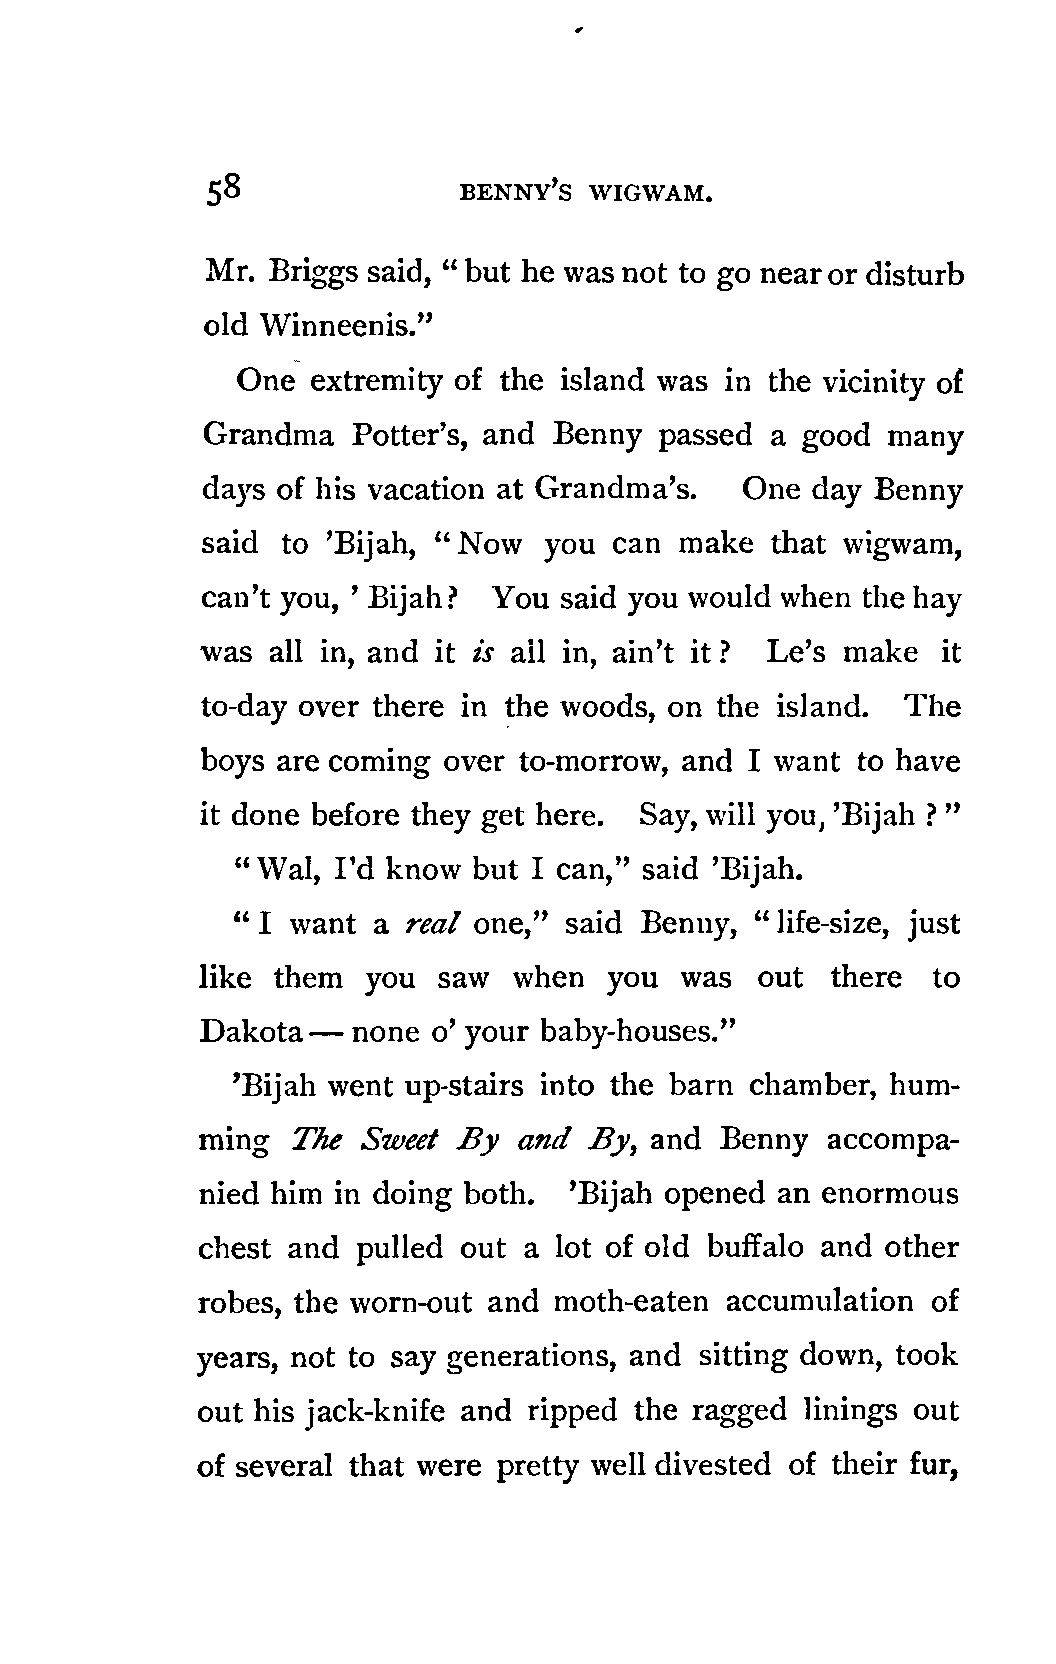 58 BENNY'S WIGWAM.
Mr. Briggs said, "but he was not to go near or disturb
old Winneenis."
One extremity of the island was in the vicinity of
Grandma Potter's, and Benny passed a good many
days of his vacation at Grandma's. One day Benny
said to 'Bijah, "Now you can make that wigwam,
can't you, ' Bijah? You said you would when the hay
was all in, and it is all in, ain't it? Le's make it
to-day over there in the woods, on the island. The
boys are coming over to-morrow, and I want to have
it done before they get here. Say, will you, 'Bijah?"
"Wal, I'd know but I can," said 'Bijah.
"I want a real one," said Benny, "life-size, just
like them you saw when you was out there to
Dakota — none o' your baby-houses."
'Bijah went up-stairs into the barn chamber, hum-
ming The Sweet By and By, and Benny accompa-
nied him in doing both. 'Bijah opened an enormous
chest and pulled out a lot of old buffalo and other
robes, the worn-out and moth-eaten accumulation of
years, not to say generations, and sitting down, took
out his jack-knife and ripped the ragged linings out
of several that were pretty well divested of their fur,